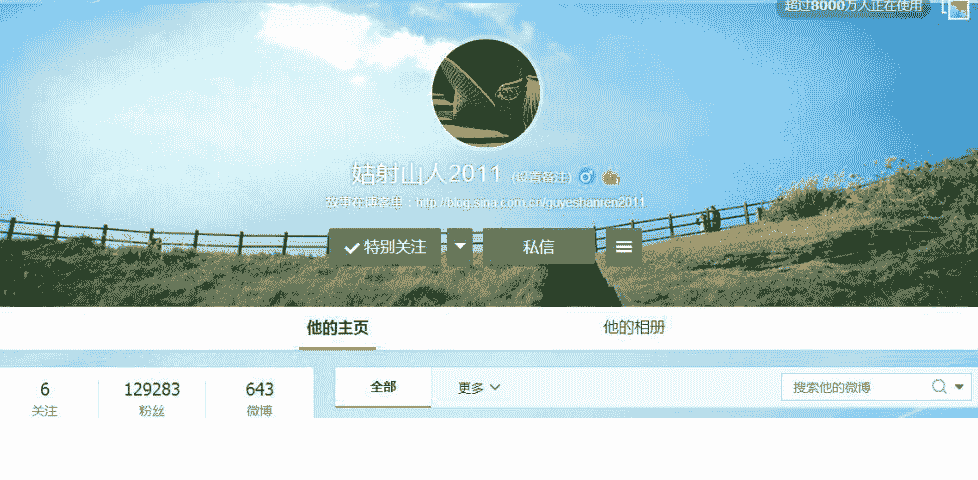 超过8000万人正在使用
姑射山人2011 (设置备注)
故事在博客里：http://blog.sina.com.cn/guyeshanren2011
特别关注 私信
他的主页 他的相册
6 129283 643
关注 粉丝 微博
全部 更多 搜索他的微博